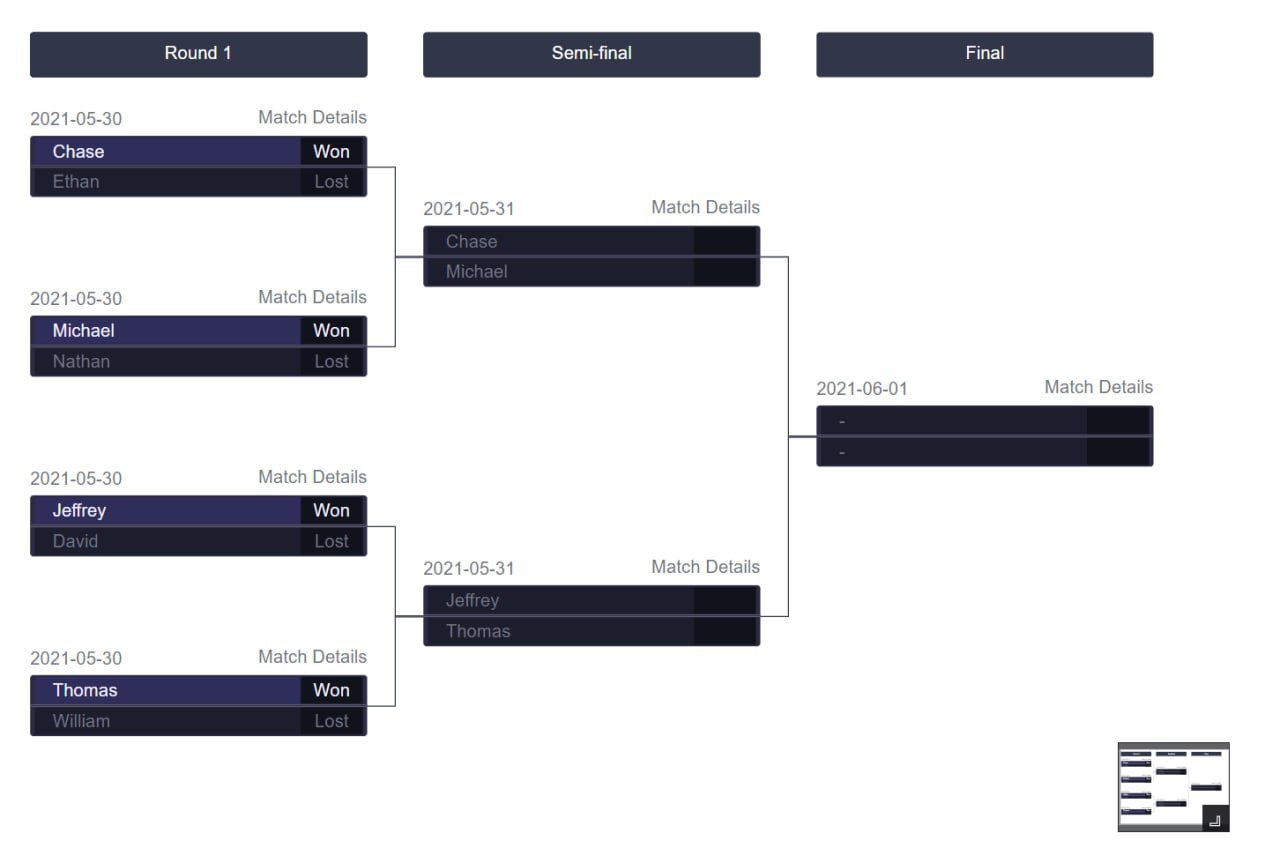 Round 1
Semi-final
Final
2021-05-30 Match Details
Chase Won
Ethan Lost
2021-05-31 Match Details
Chase
Michael
2021-05-30 Match Details
Michael Won
Nathan Lost
2021-06-01 Match Details
-
-
2021-05-30 Match Details
Jeffrey Won
David Lost
2021-05-31 Match Details
Jeffrey
Thomas
2021-05-30 Match Details
Thomas Won
William Lost